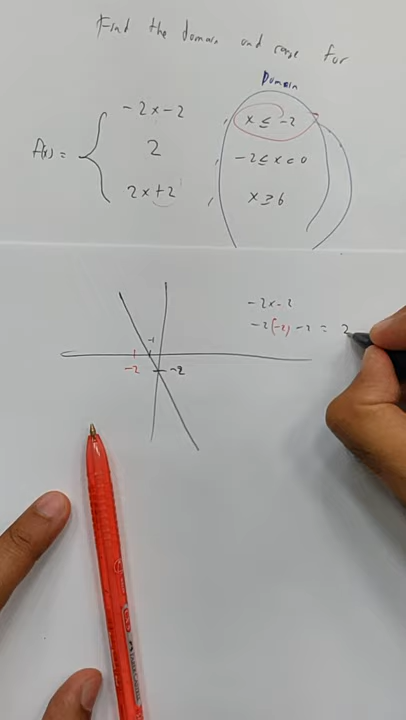 Find the domain and range for
Domain
f(x) = { -2x-2 , x ≤ -2
2 , -2 ≤ x < 0
2x+2 , x ≥ 6
-2x-2
-2(-2)-2 = 2
-1
-2
-2